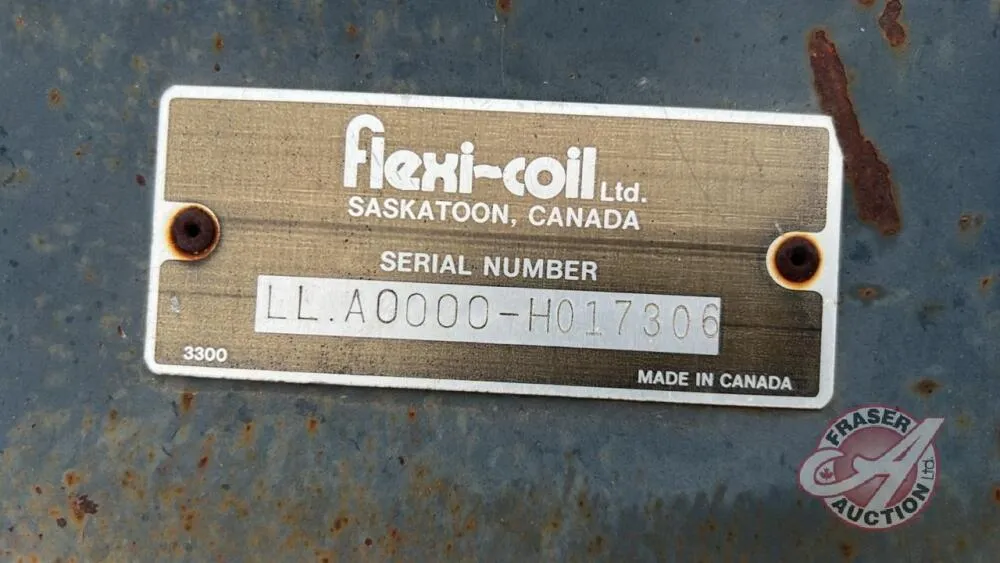 flexi-coil Ltd.
SASKATOON, CANADA
SERIAL NUMBER
LL.A0000-H017306
3300
MADE IN CANADA
FRASER
A
AUCTION Ltd.